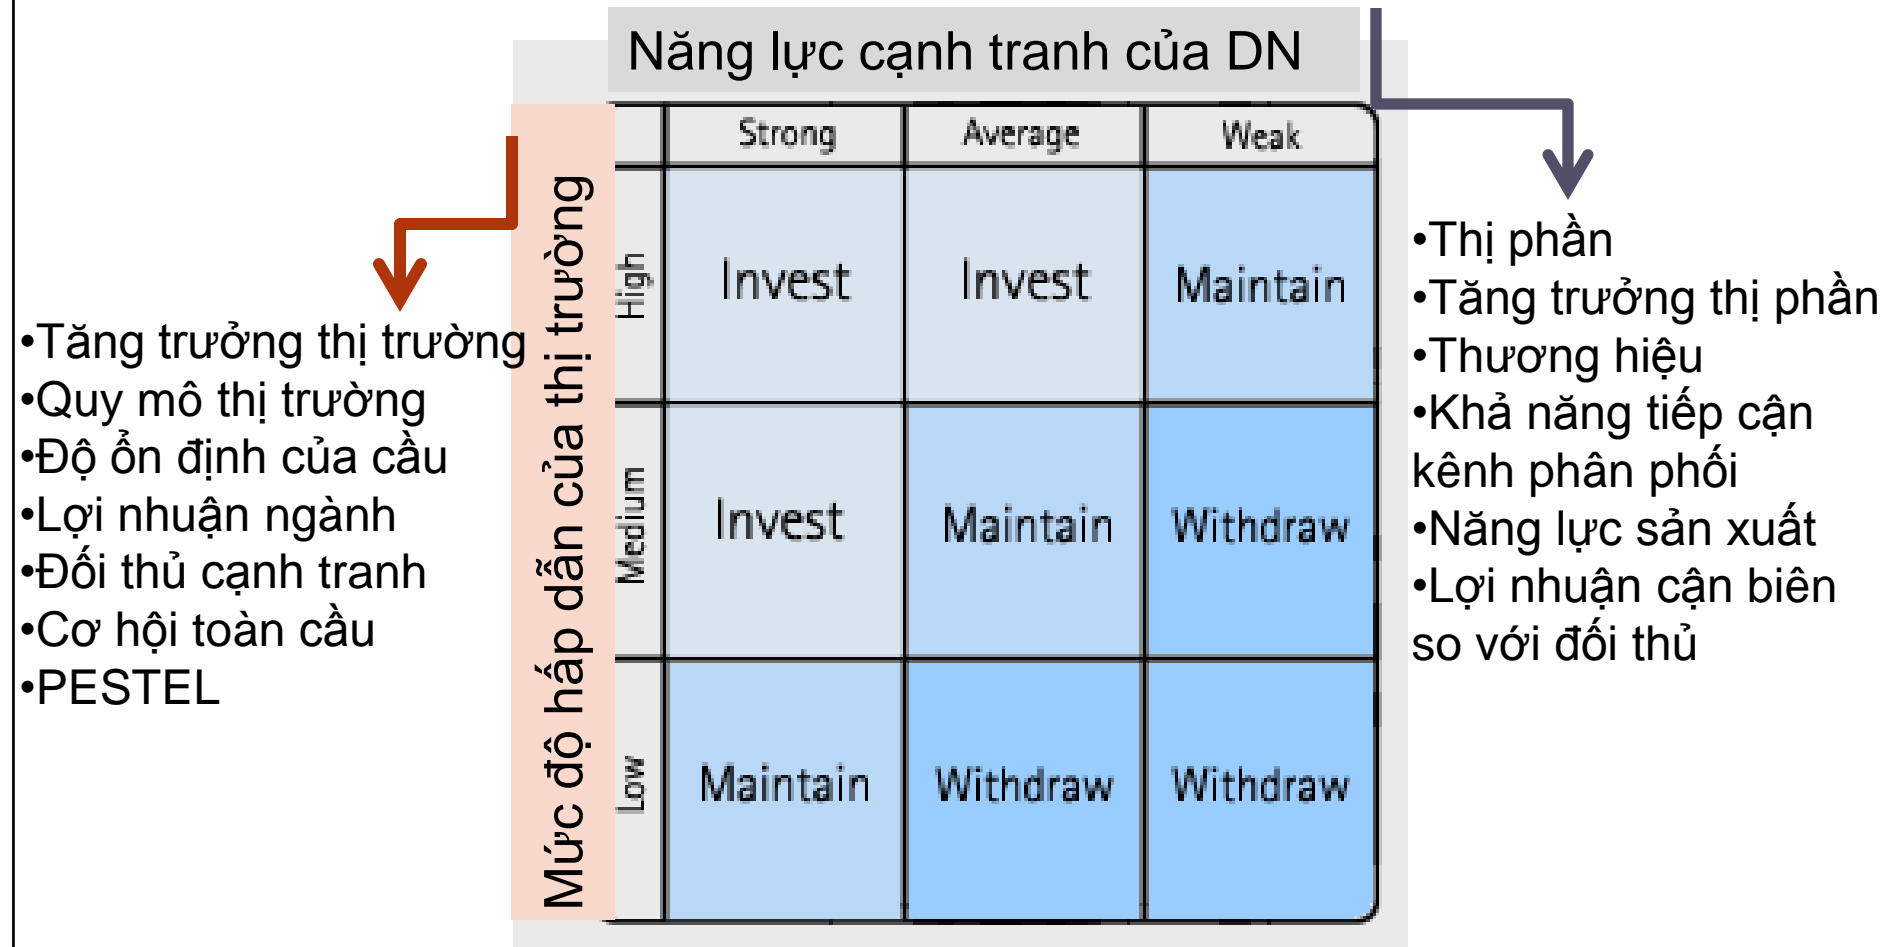 Năng lực cạnh tranh của DN
Mức độ hấp dẫn của thị trường
Strong Average Weak
High Invest Invest Maintain
Medium Invest Maintain Withdraw
Low Maintain Withdraw Withdraw
•Tăng trưởng thị trường
•Quy mô thị trường
•Độ ổn định của cầu
•Lợi nhuận ngành
•Đối thủ cạnh tranh
•Cơ hội toàn cầu
•PESTEL
•Thị phần
•Tăng trưởng thị phần
•Thương hiệu
•Khả năng tiếp cận
kênh phân phối
•Năng lực sản xuất
•Lợi nhuận cận biên
so với đối thủ